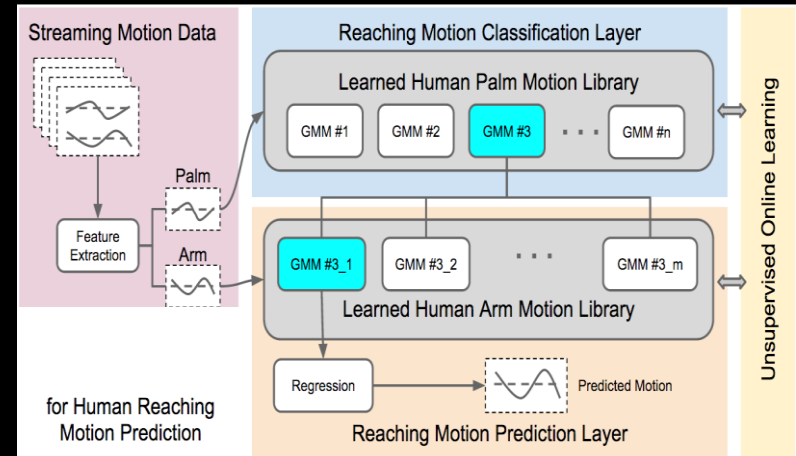 Streaming Motion Data
Palm
Feature
Extraction
Arm
for Human Reaching
Motion Prediction
Reaching Motion Classification Layer
Learned Human Palm Motion Library
GMM #1
GMM #2
GMM #3
. . .
GMM #n
GMM #3_1
GMM #3_2
. . .
GMM #3_m
Learned Human Arm Motion Library
Regression
Predicted Motion
Reaching Motion Prediction Layer
Unsupervised Online Learning